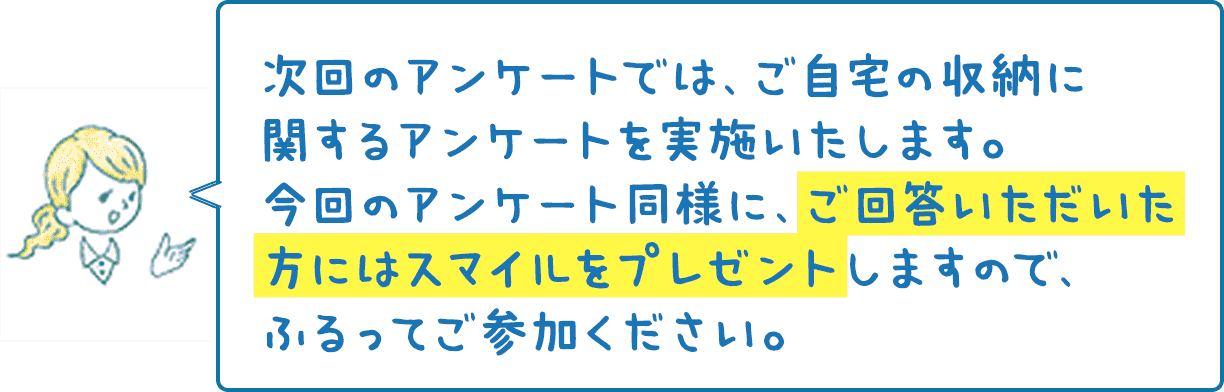 次回のアンケートでは、ご自宅の収納に
関するアンケートを実施いたします。
今回のアンケート同様に、ご回答いただいた
方にはスマイルをプレゼントしますので、
ふるってご参加ください。